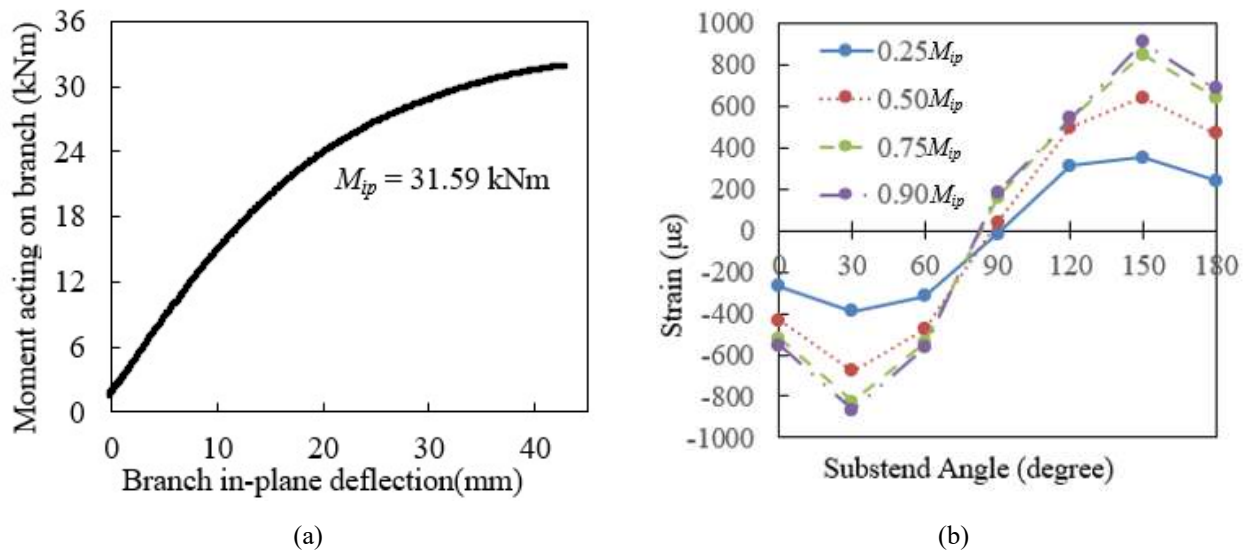 Moment acting on branch (kNm)
36
30
24
18
12
6
0
M_ip = 31.59 kNm
0 10 20 30 40
Branch in-plane deflection(mm)
(a)
Strain (με)
1000
800
600
400
200
0
-200
-400
-600
-800
-1000
0.25M_ip
0.50M_ip
0.75M_ip
0.90M_ip
0 30 60 90 120 150 180
Substend Angle (degree)
(b)